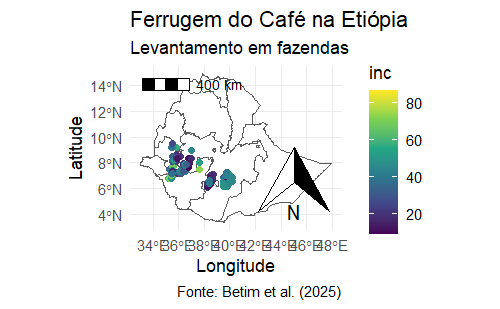 Ferrugem do Café na Etiópia
Levantamento em fazendas
400 km
14°N
12°N
10°N
8°N
6°N
4°N
Latitude
N
34°E 36°E 38°E 40°E 42°E 44°E 46°E 48°E
Longitude
Fonte: Betim et al. (2025)
inc
80
60
40
20